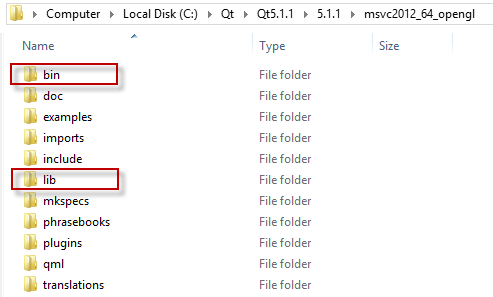 Computer Local Disk (C:) Qt Qt5.1.1 5.1.1 msvc2012_64_opengl
Name Type Size
bin File folder
doc File folder
examples File folder
imports File folder
include File folder
lib File folder
mkspecs File folder
phrasebooks File folder
plugins File folder
qml File folder
translations File folder